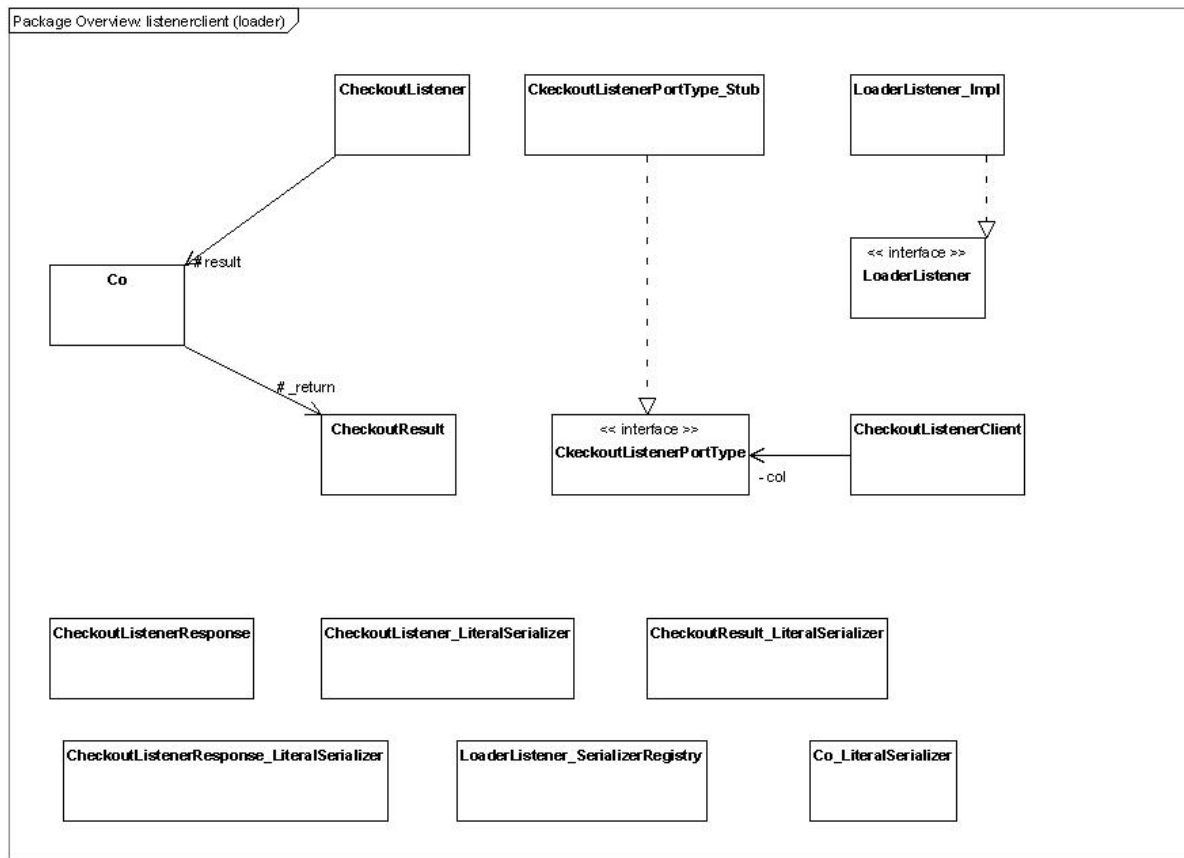 Package Overview: listenerclient (loader)
CheckoutListener
CkeckoutListenerPortType_Stub
LoaderListener_Impl
# result
<< interface >>
LoaderListener
Co
# _return
CheckoutResult
<< interface >>
CkeckoutListenerPortType
CheckoutListenerClient
- col
CheckoutListenerResponse
CheckoutListener_LiteralSerializer
CheckoutResult_LiteralSerializer
CheckoutListenerResponse_LiteralSerializer
LoaderListener_SerializerRegistry
Co_LiteralSerializer